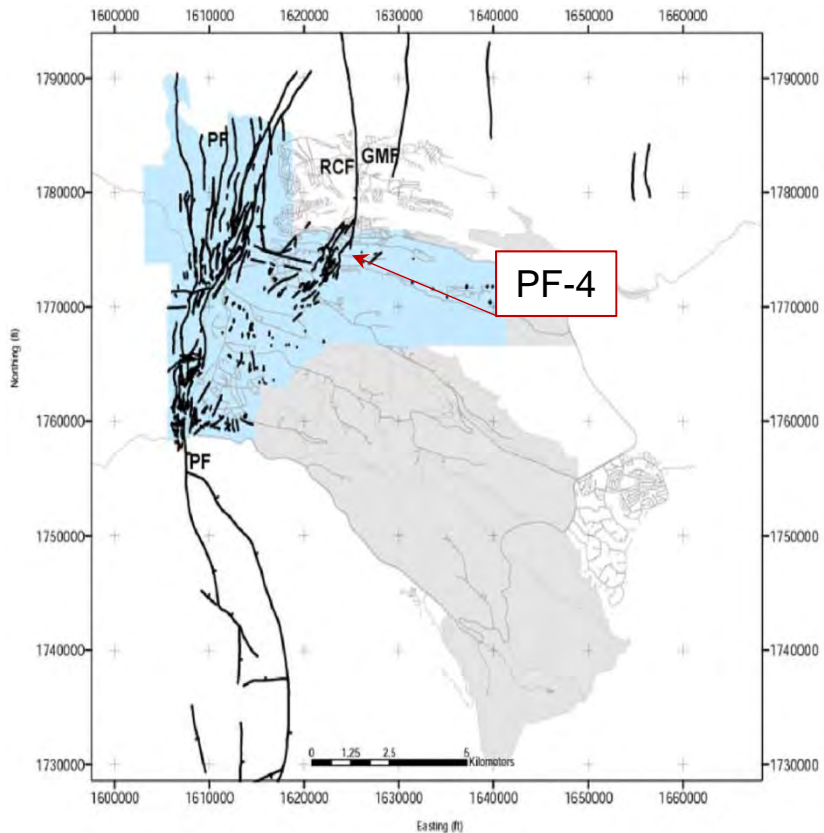 1600000 1610000 1620000 1630000 1640000 1650000 1660000
1790000 1790000
PF
RCF GMF
1780000 1780000
PF-4
1770000 1770000
Northing (ft)
1760000 1760000
PF
1750000 1750000
1740000 1740000
0 1.25 2.5 5
Kilometers
1730000 1730000
1600000 1610000 1620000 1630000 1640000 1650000 1660000
Easting (ft)